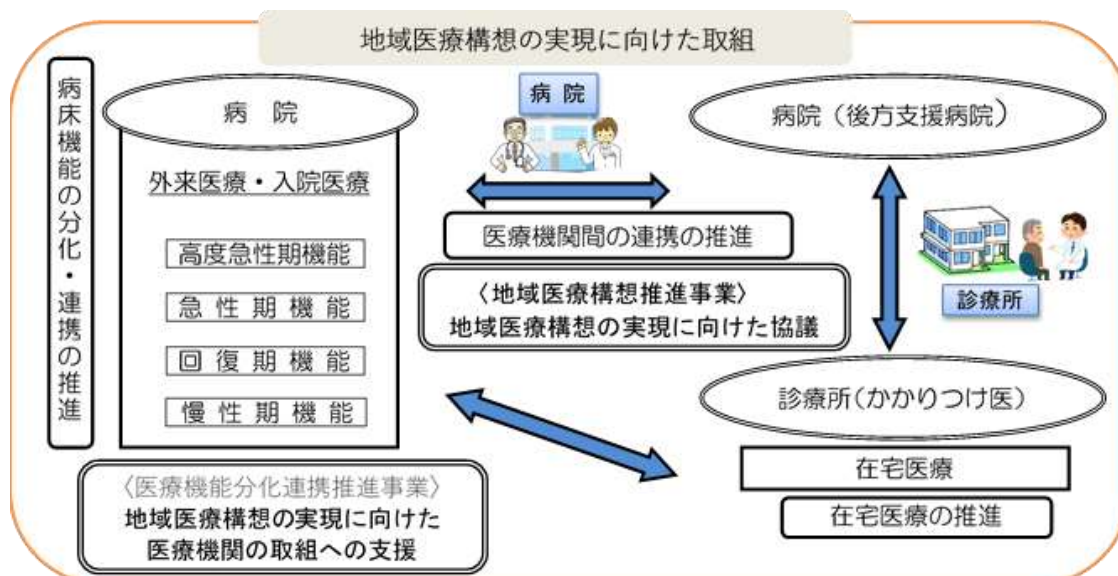 地域医療構想の実現に向けた取組
病床機能の分化・連携の推進
病 院
外来医療・入院医療
高度急性期機能
急 性 期 機 能
回 復 期 機 能
慢 性 期 機 能
〈医療機能分化連携推進事業〉
地域医療構想の実現に向けた
医療機関の取組への支援
病 院
医療機関間の連携の推進
〈地域医療構想推進事業〉
地域医療構想の実現に向けた協議
病院（後方支援病院）
診療所
診療所（かかりつけ医）
在宅医療
在宅医療の推進